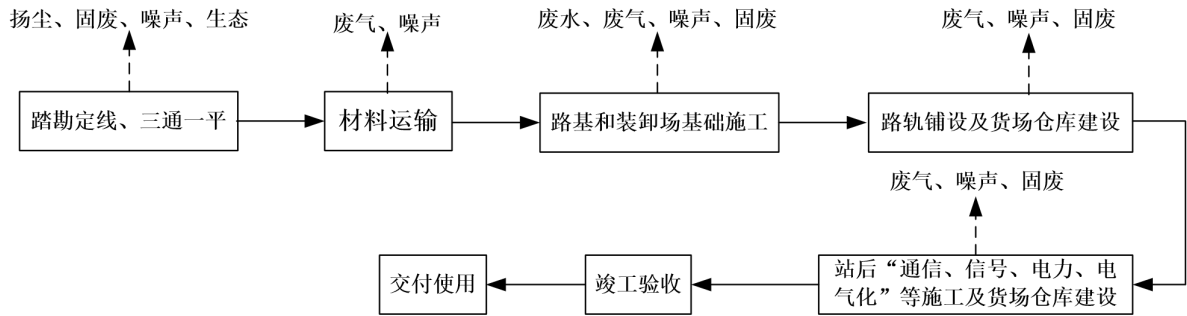 扬尘、固废、噪声、生态
废气、噪声
废水、废气、噪声、固废
废气、噪声、固废
踏勘定线、三通一平
材料运输
路基和装卸场基础施工
路轨铺设及货场仓库建设
废气、噪声、固废
交付使用
竣工验收
站后“通信、信号、电力、电
气化”等施工及货场仓库建设